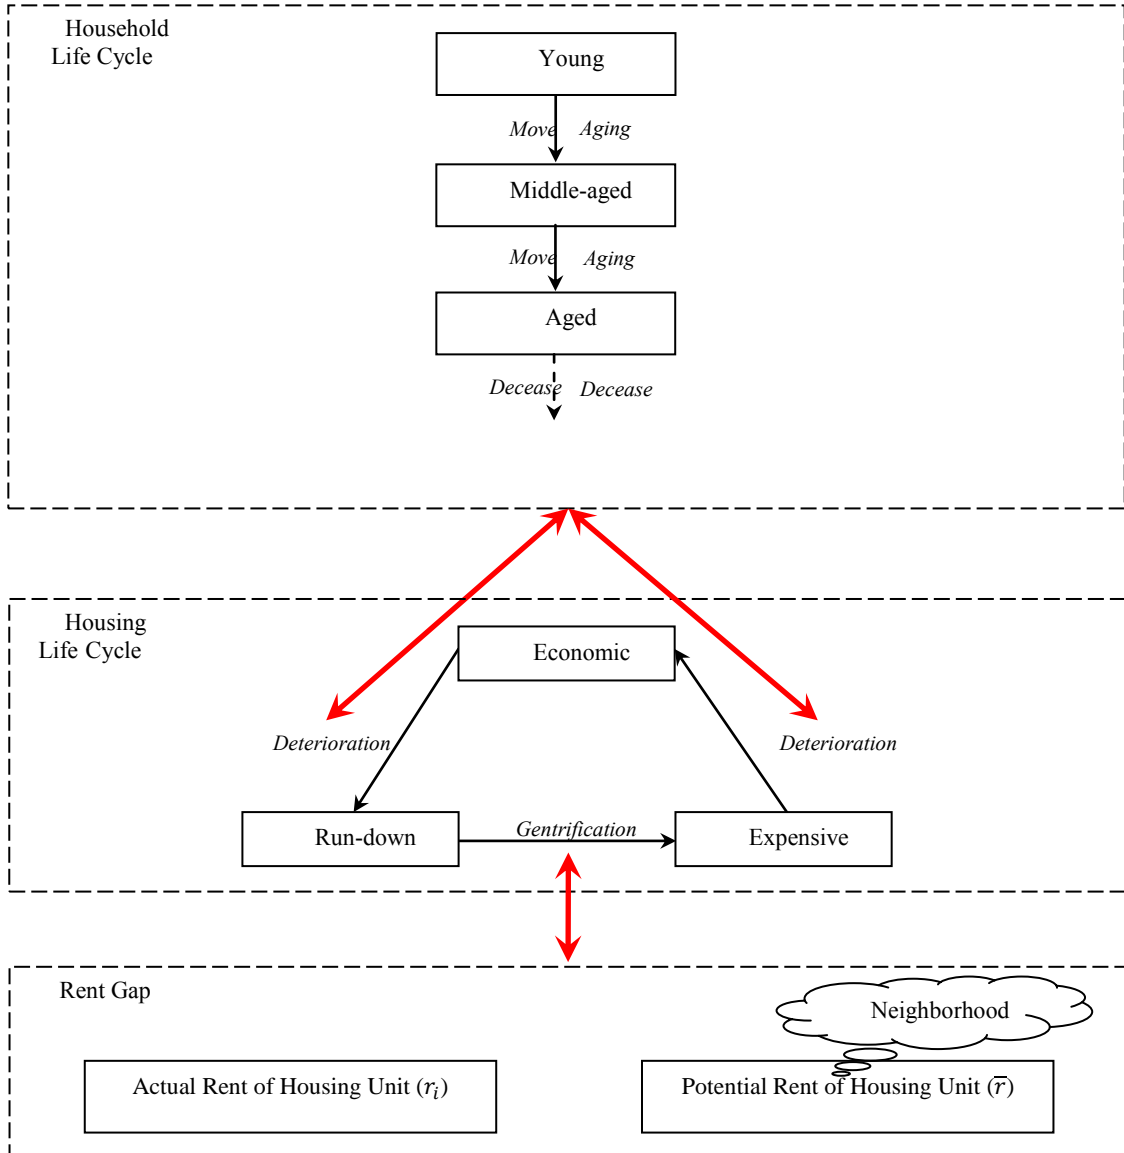 Household
Life Cycle
Young
Move Aging
Middle-aged
Move Aging
Aged
Decease Decease
Housing
Life Cycle
Economic
Deterioration Deterioration
Run-down Gentrification Expensive
Rent Gap
Neighborhood
Actual Rent of Housing Unit (rᵢ)
Potential Rent of Housing Unit (r̅)